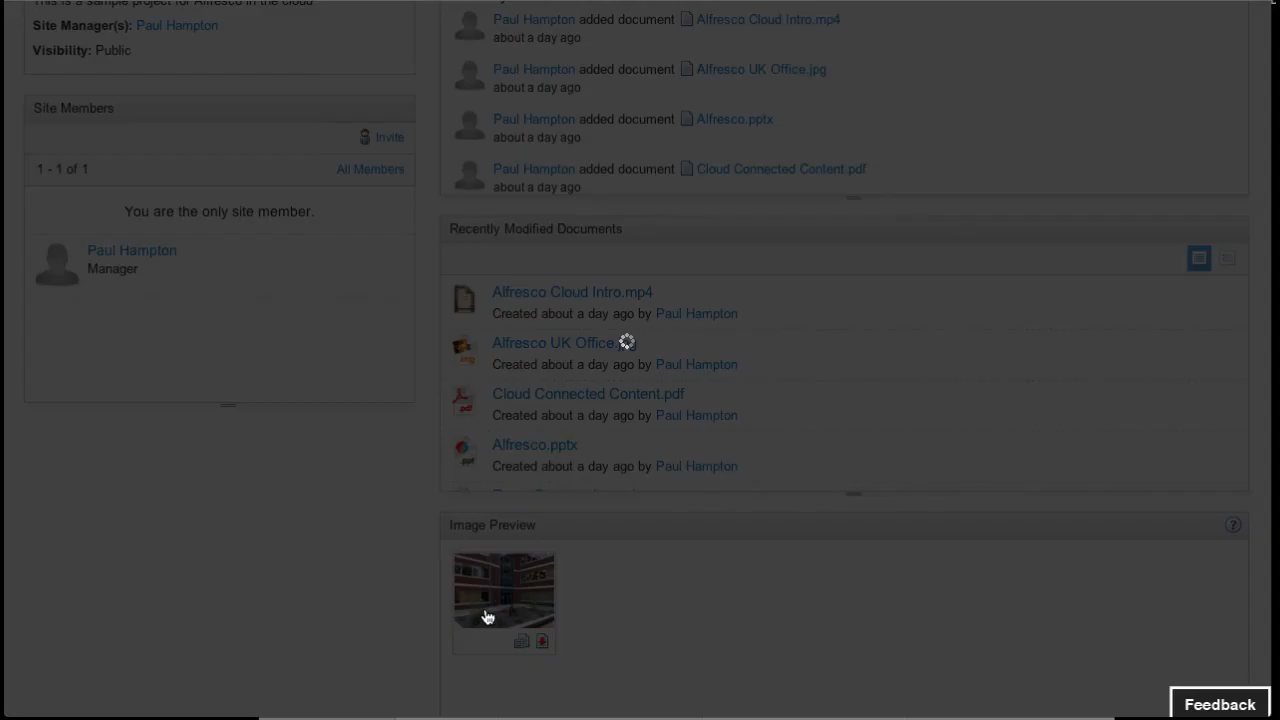 This is a sample project for Alfresco in the cloud
Site Manager(s): Paul Hampton
Visibility: Public
Site Members
Invite
1 - 1 of 1
All Members
You are the only site member.
Paul Hampton
Manager
Paul Hampton added document Alfresco Cloud Intro.mp4
about a day ago
Paul Hampton added document Alfresco UK Office.jpg
about a day ago
Paul Hampton added document Alfresco.pptx
about a day ago
Paul Hampton added document Cloud Connected Content.pdf
about a day ago
Recently Modified Documents
Alfresco Cloud Intro.mp4
Created about a day ago by Paul Hampton
Alfresco UK Office.
Created about a day ago by Paul Hampton
Cloud Connected Content.pdf
Created about a day ago by Paul Hampton
Alfresco.pptx
Created about a day ago by Paul Hampton
Image Preview
?
Feedback